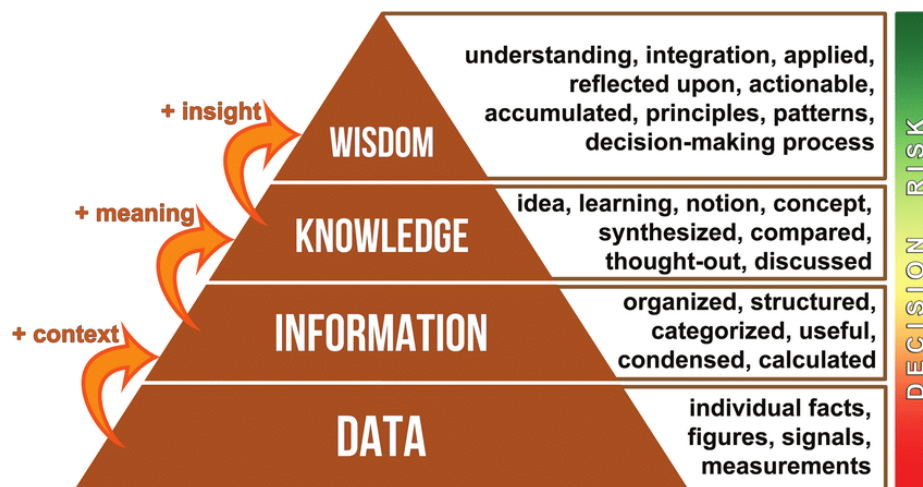 understanding, integration, applied,
reflected upon, actionable,
accumulated, principles, patterns,
decision-making process
+ insight
WISDOM
idea, learning, notion, concept,
synthesized, compared,
thought-out, discussed
+ meaning
KNOWLEDGE
organized, structured,
categorized, useful,
condensed, calculated
+ context
INFORMATION
individual facts,
figures, signals,
measurements
DATA
DECISION RISK